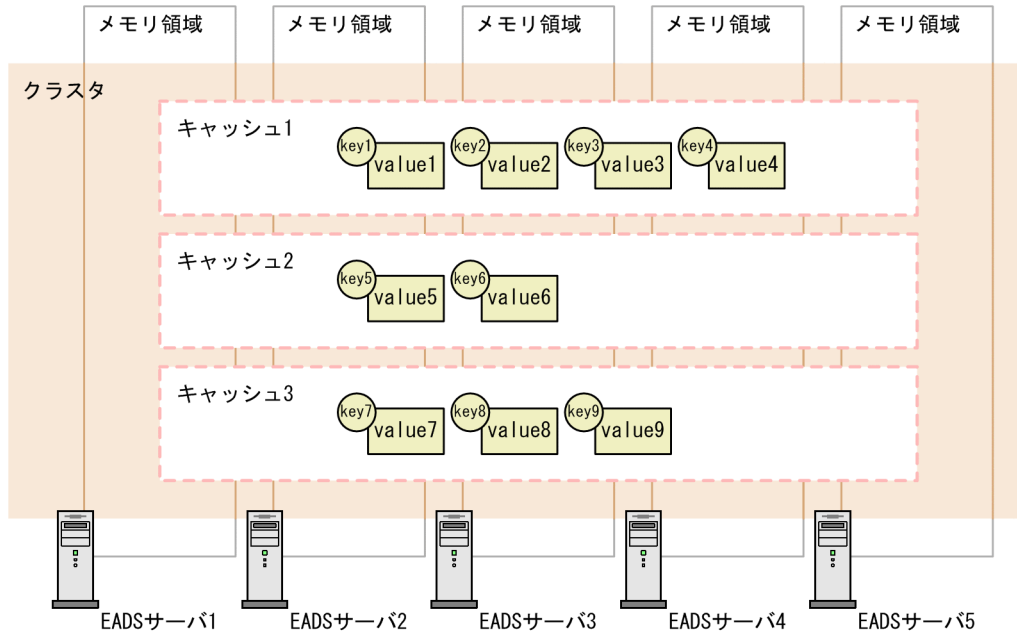 メモリ領域 メモリ領域 メモリ領域 メモリ領域 メモリ領域
クラスタ
キャッシュ1
key1 key2 key3 key4
value1 value2 value3 value4
キャッシュ2
key5 key6
value5 value6
キャッシュ3
key7 key8 key9
value7 value8 value9
EADSサーバ1 EADSサーバ2 EADSサーバ3 EADSサーバ4 EADSサーバ5